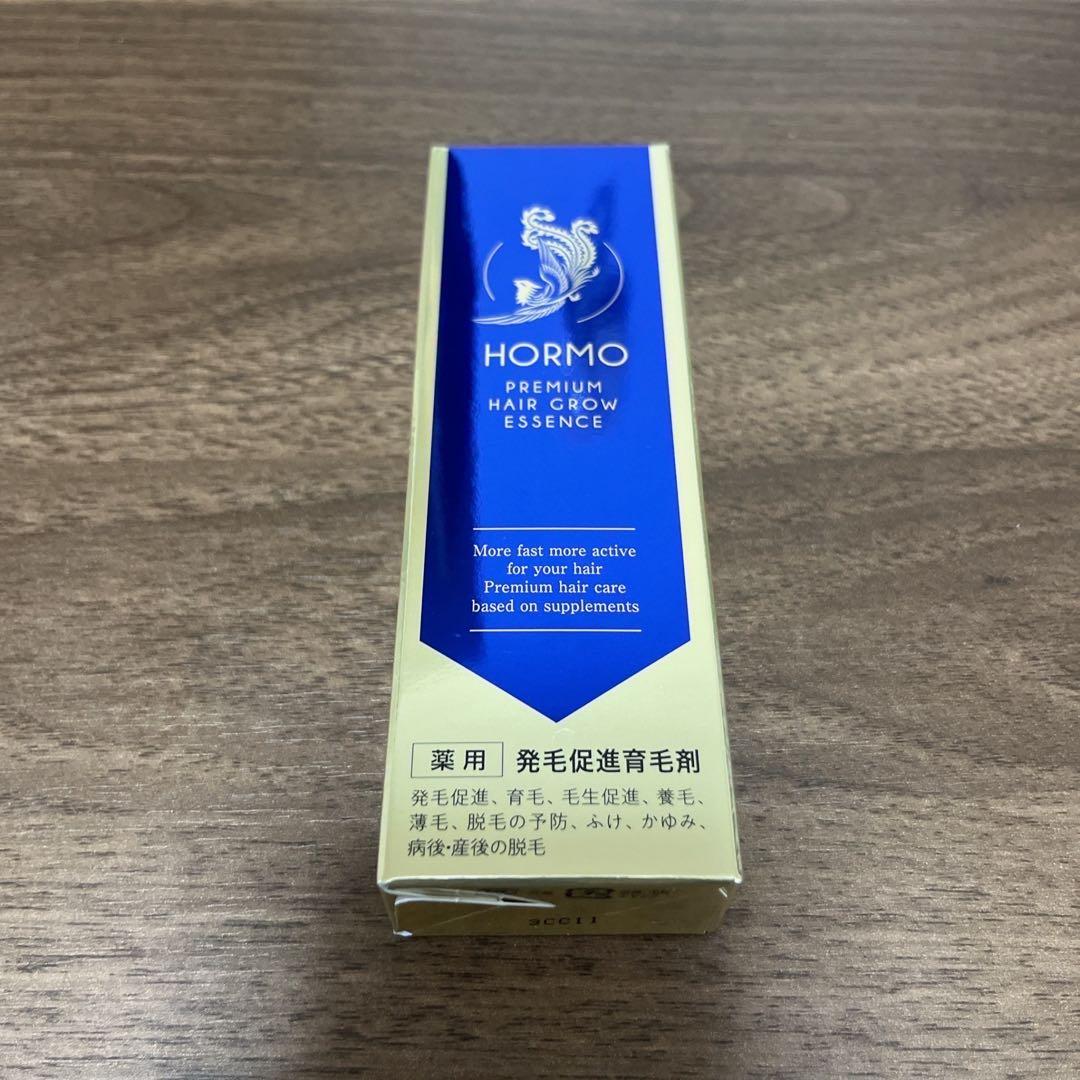 HORMO
PREMIUM
HAIR GROW
ESSENCE
More fast more active
for your hair
Premium hair care
based on supplements
薬用 発毛促進育毛剤
発毛促進、育毛、毛生促進、養毛、
薄毛、脱毛の予防、ふけ、かゆみ、
病後・産後の脱毛
3CC11